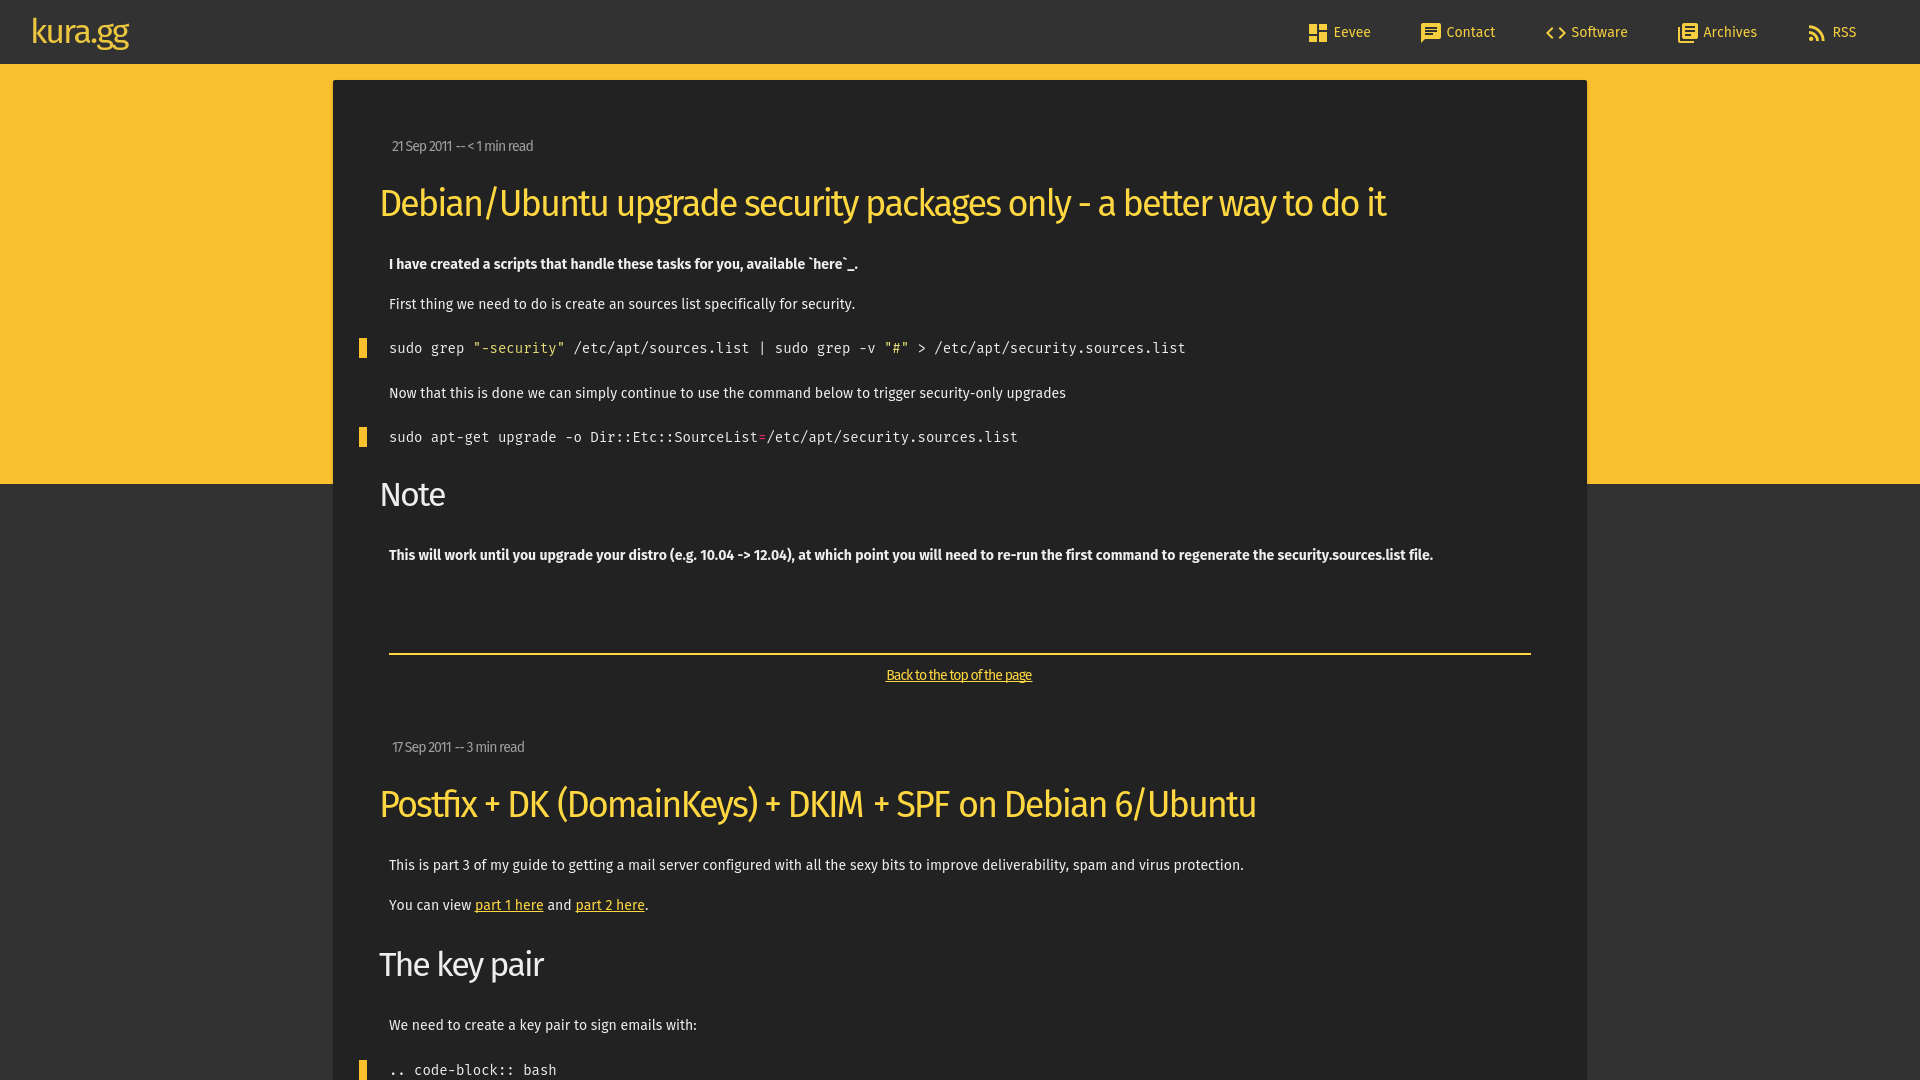 kura.gg
Eevee
Contact
Software
Archives
RSS
21 Sep 2011 -- < 1 min read
Debian/Ubuntu upgrade security packages only - a better way to do it
I have created a scripts that handle these tasks for you, available `here`_.
First thing we need to do is create an sources list specifically for security.
sudo grep "-security" /etc/apt/sources.list | sudo grep -v "#" > /etc/apt/security.sources.list
Now that this is done we can simply continue to use the command below to trigger security-only upgrades
sudo apt-get upgrade -o Dir::Etc::SourceList=/etc/apt/security.sources.list
Note
This will work until you upgrade your distro (e.g. 10.04 -> 12.04), at which point you will need to re-run the first command to regenerate the security.sources.list file.
Back to the top of the page
17 Sep 2011 -- 3 min read
Postfix + DK (DomainKeys) + DKIM + SPF on Debian 6/Ubuntu
This is part 3 of my guide to getting a mail server configured with all the sexy bits to improve deliverability, spam and virus protection.
You can view part 1 here and part 2 here.
The key pair
We need to create a key pair to sign emails with:
.. code-block:: bash